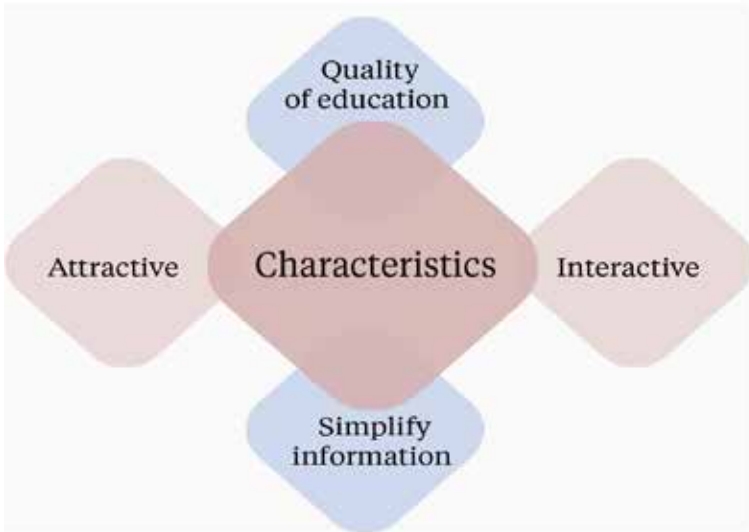 Quality
of education
Attractive
Characteristics
Interactive
Simplify
information